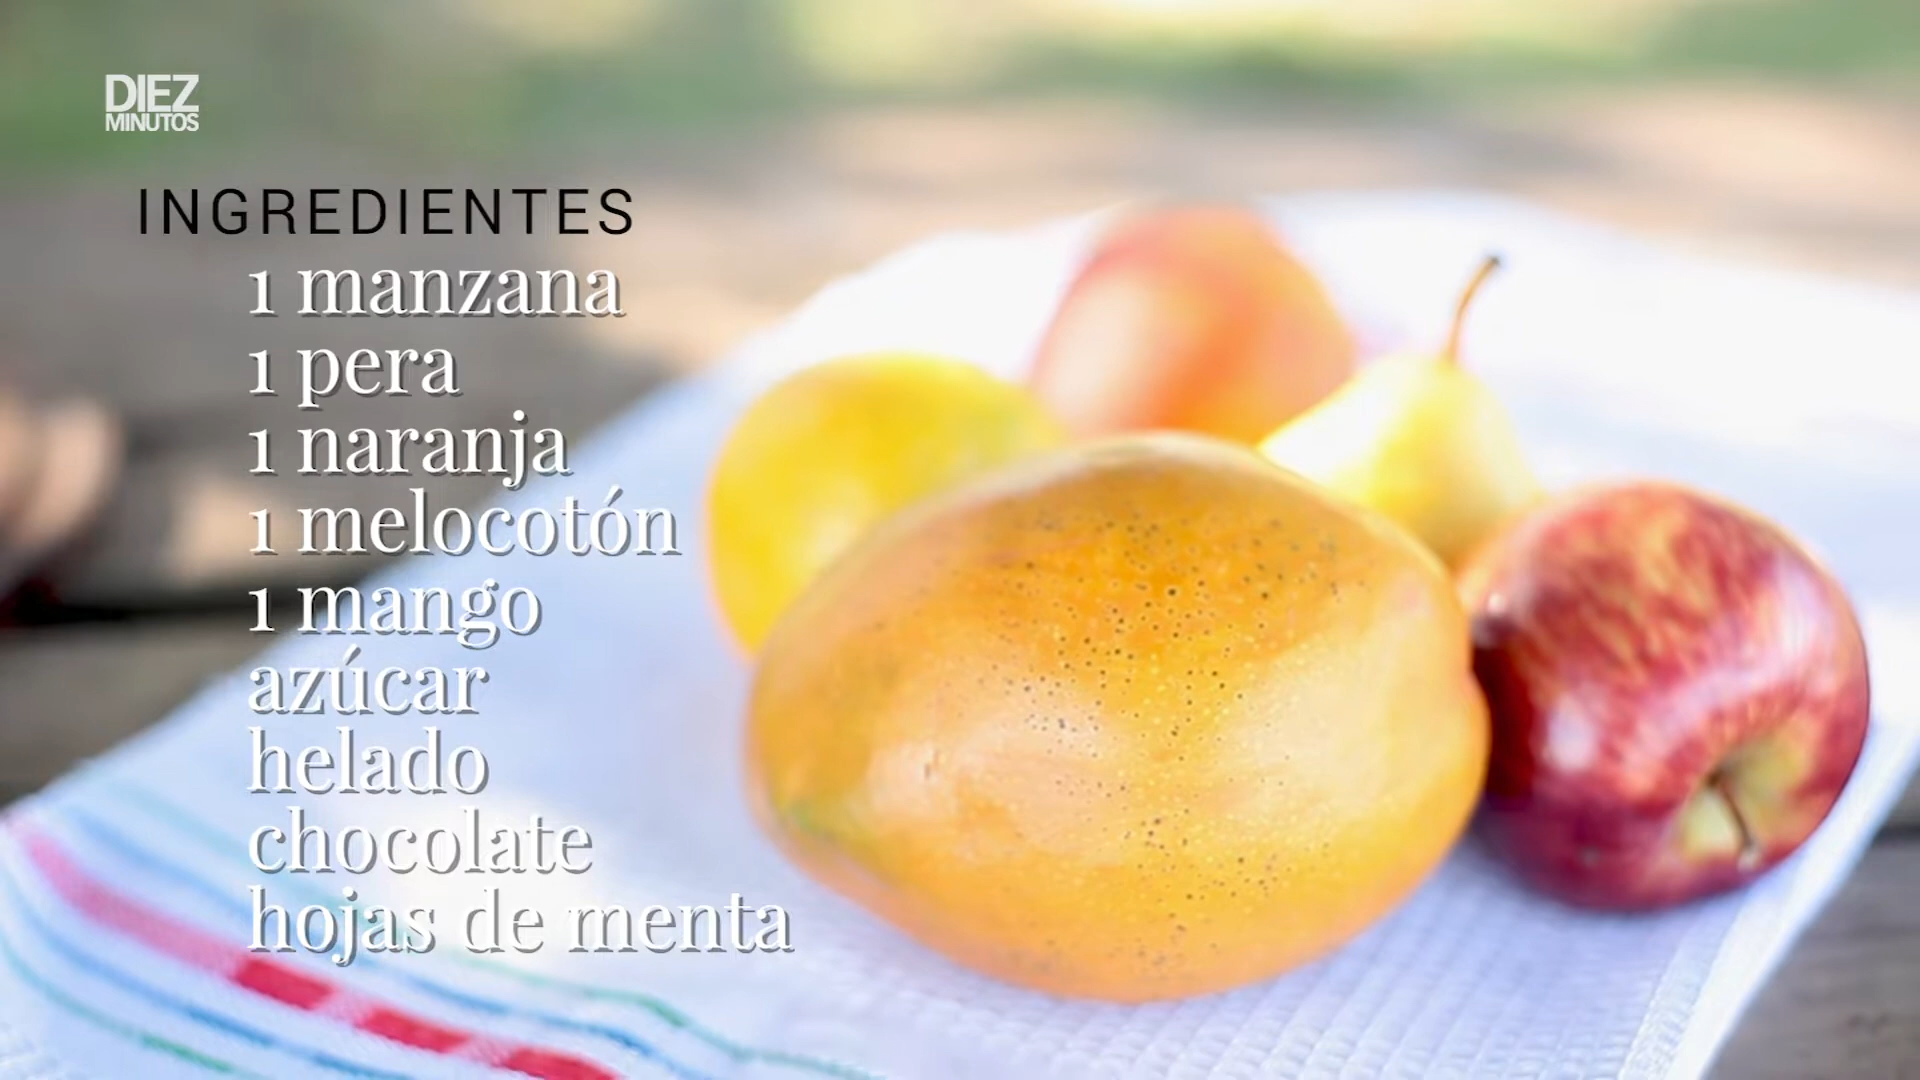 DIEZ
MINUTOS
INGREDIENTES
1 manzana
1 pera
1 naranja
1 melocotón
1 mango
azúcar
helado
chocolate
hojas de menta